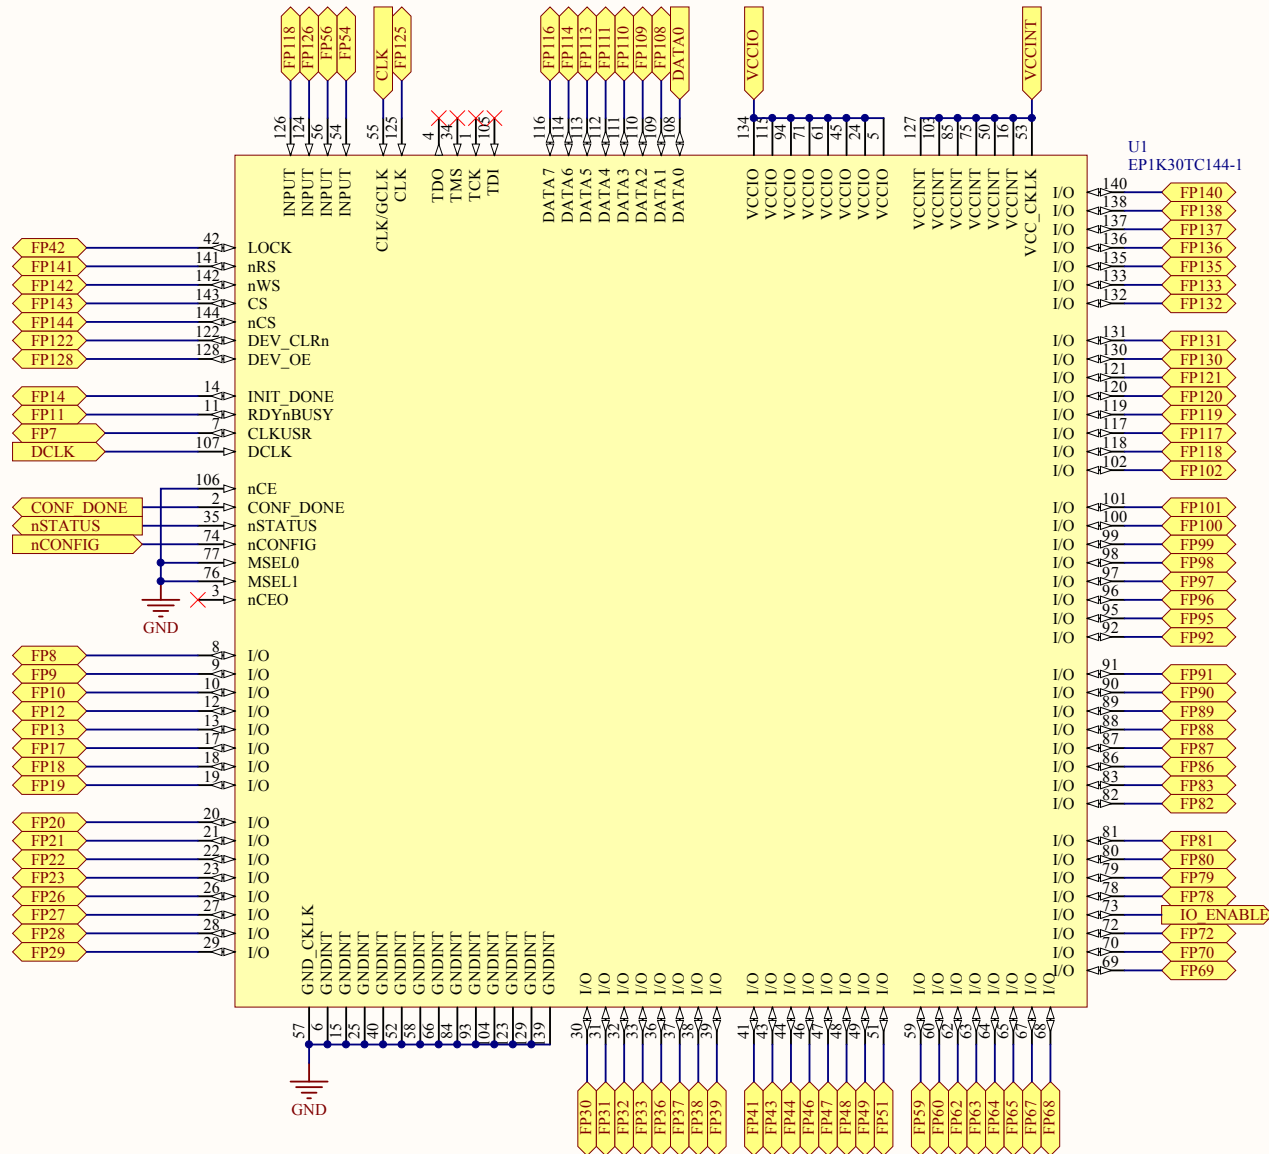 FP118 FP126 FP56 FP54 CLK FP125 FP116 FP114 FP113 FP111 FP110 FP109 FP108 DATA0 VCCIO VCCINT
126 124 56 54 55 125 4 34 1 105 116 114 113 112 111 110 109 108 134 115 94 71 61 45 24 5 127 103 85 75 50 16 53
INPUT INPUT INPUT INPUT CLK/GCLK CLK TDO TMS TCK TDI DATA7 DATA6 DATA5 DATA4 DATA3 DATA2 DATA1 DATA0 VCCIO VCCIO VCCIO VCCIO VCCIO VCCIO VCCIO VCCIO VCCINT VCCINT VCCINT VCCINT VCCINT VCCINT VCC_CKLK
U1
EP1K30TC144-1
FP42 42 LOCK
FP141 141 nRS
FP142 142 nWS
FP143 143 CS
FP144 144 nCS
FP122 122 DEV_CLRn
FP128 128 DEV_OE
FP14 14 INIT_DONE
FP11 11 RDYnBUSY
FP7 7 CLKUSR
DCLK 107 DCLK
106 nCE
CONF_DONE 2 CONF_DONE
nSTATUS 35 nSTATUS
nCONFIG 74 nCONFIG
77 MSEL0
76 MSEL1
3 nCEO
GND
FP8 8 I/O
FP9 9 I/O
FP10 10 I/O
FP12 12 I/O
FP13 13 I/O
FP17 17 I/O
FP18 18 I/O
FP19 19 I/O
FP20 20 I/O
FP21 21 I/O
FP22 22 I/O
FP23 23 I/O
FP26 26 I/O
FP27 27 I/O
FP28 28 I/O
FP29 29 I/O
I/O 140 FP140
I/O 138 FP138
I/O 137 FP137
I/O 136 FP136
I/O 135 FP135
I/O 133 FP133
I/O 132 FP132
I/O 131 FP131
I/O 130 FP130
I/O 121 FP121
I/O 120 FP120
I/O 119 FP119
I/O 117 FP117
I/O 118 FP118
I/O 102 FP102
I/O 101 FP101
I/O 100 FP100
I/O 99 FP99
I/O 98 FP98
I/O 97 FP97
I/O 96 FP96
I/O 95 FP95
I/O 92 FP92
I/O 91 FP91
I/O 90 FP90
I/O 89 FP89
I/O 88 FP88
I/O 87 FP87
I/O 86 FP86
I/O 83 FP83
I/O 82 FP82
I/O 81 FP81
I/O 80 FP80
I/O 79 FP79
I/O 78 FP78
I/O 73 IO_ENABLE
I/O 72 FP72
I/O 70 FP70
I/O 69 FP69
GND_CKLK GNDINT GNDINT GNDINT GNDINT GNDINT GNDINT GNDINT GNDINT GNDINT GNDINT GNDINT GNDINT GNDINT I/O I/O I/O I/O I/O I/O I/O I/O I/O I/O I/O I/O I/O I/O I/O I/O I/O I/O I/O I/O I/O I/O I/O I/O
57 6 15 25 40 52 58 66 84 93 104 123 129 139 30 31 32 33 36 37 38 39 41 43 44 46 47 48 49 51 59 60 62 63 64 65 67 68
GND
FP30 FP31 FP32 FP33 FP36 FP37 FP38 FP39 FP41 FP43 FP44 FP46 FP47 FP48 FP49 FP51 FP59 FP60 FP62 FP63 FP64 FP65 FP67 FP68